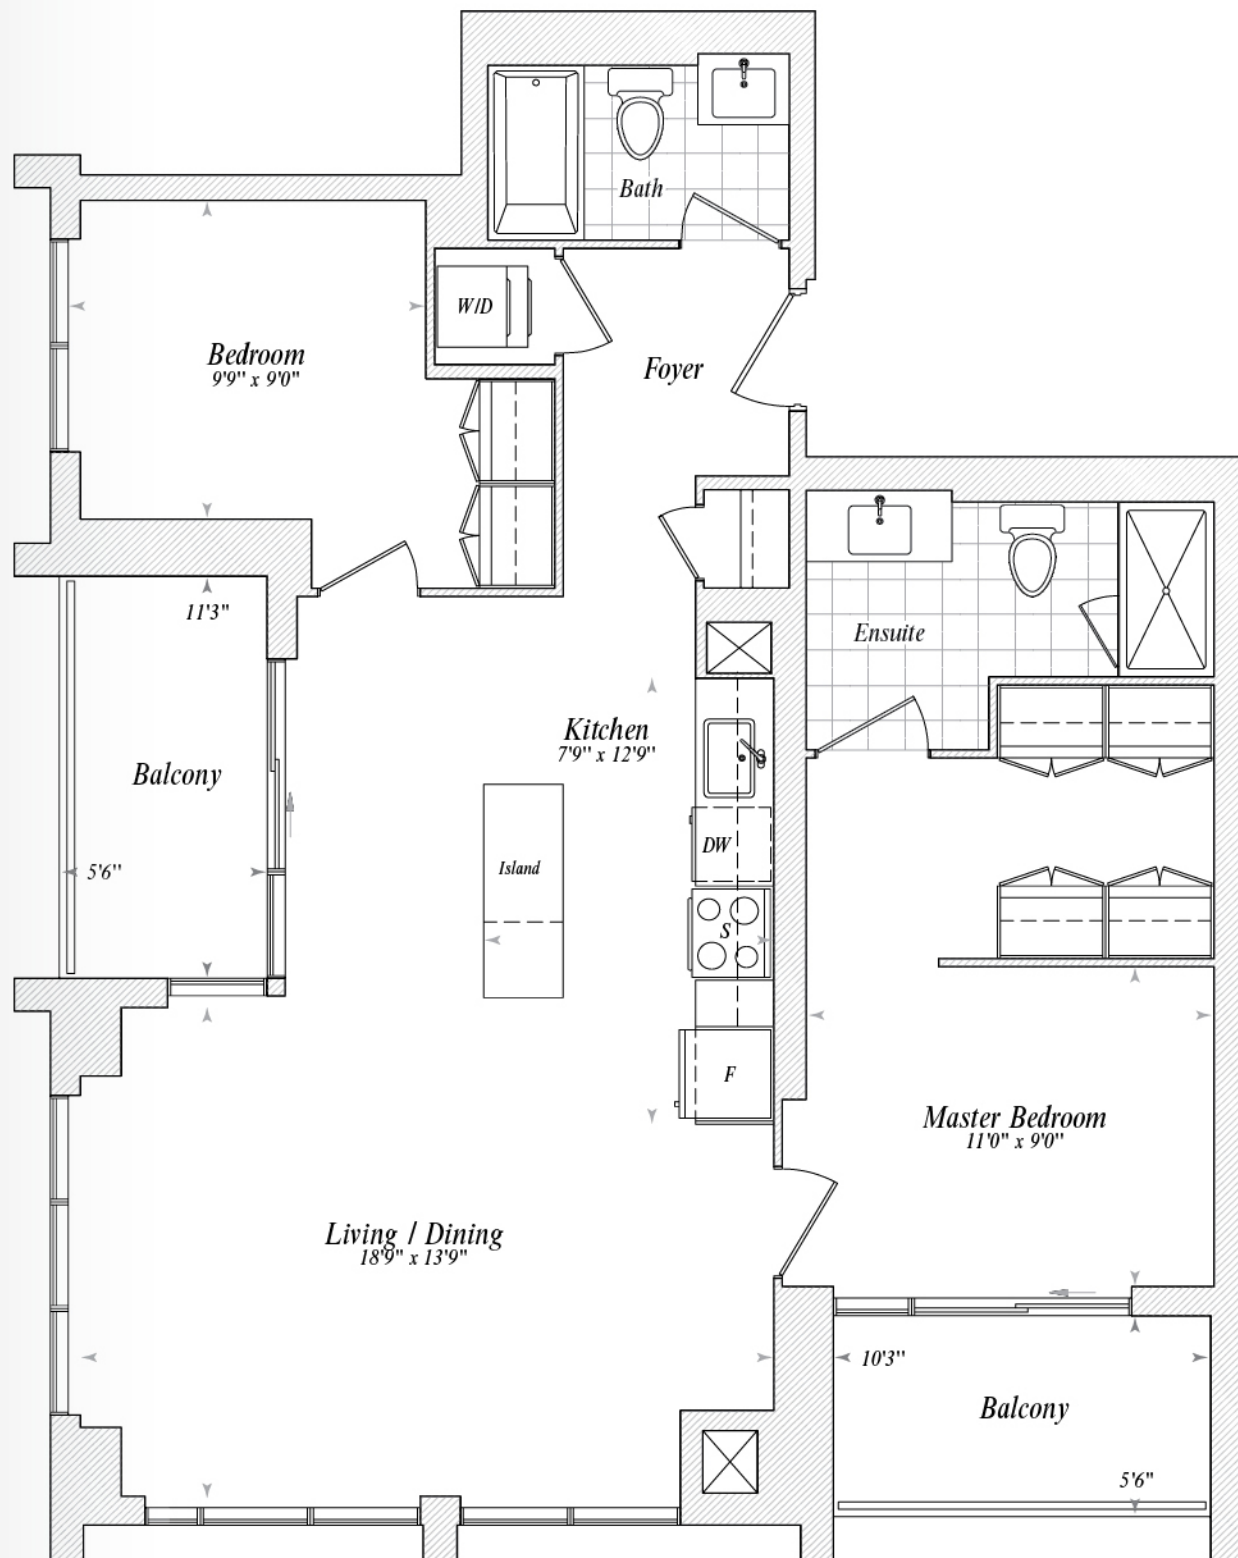 Bath
W/D
Bedroom
9'9" x 9'0"
Foyer
11'3"
Ensuite
Kitchen
7'9" x 12'9"
Balcony
DW
5'6"
Island
S
F
Master Bedroom
11'0" x 9'0"
Living / Dining
18'9" x 13'9"
10'3"
Balcony
5'6"